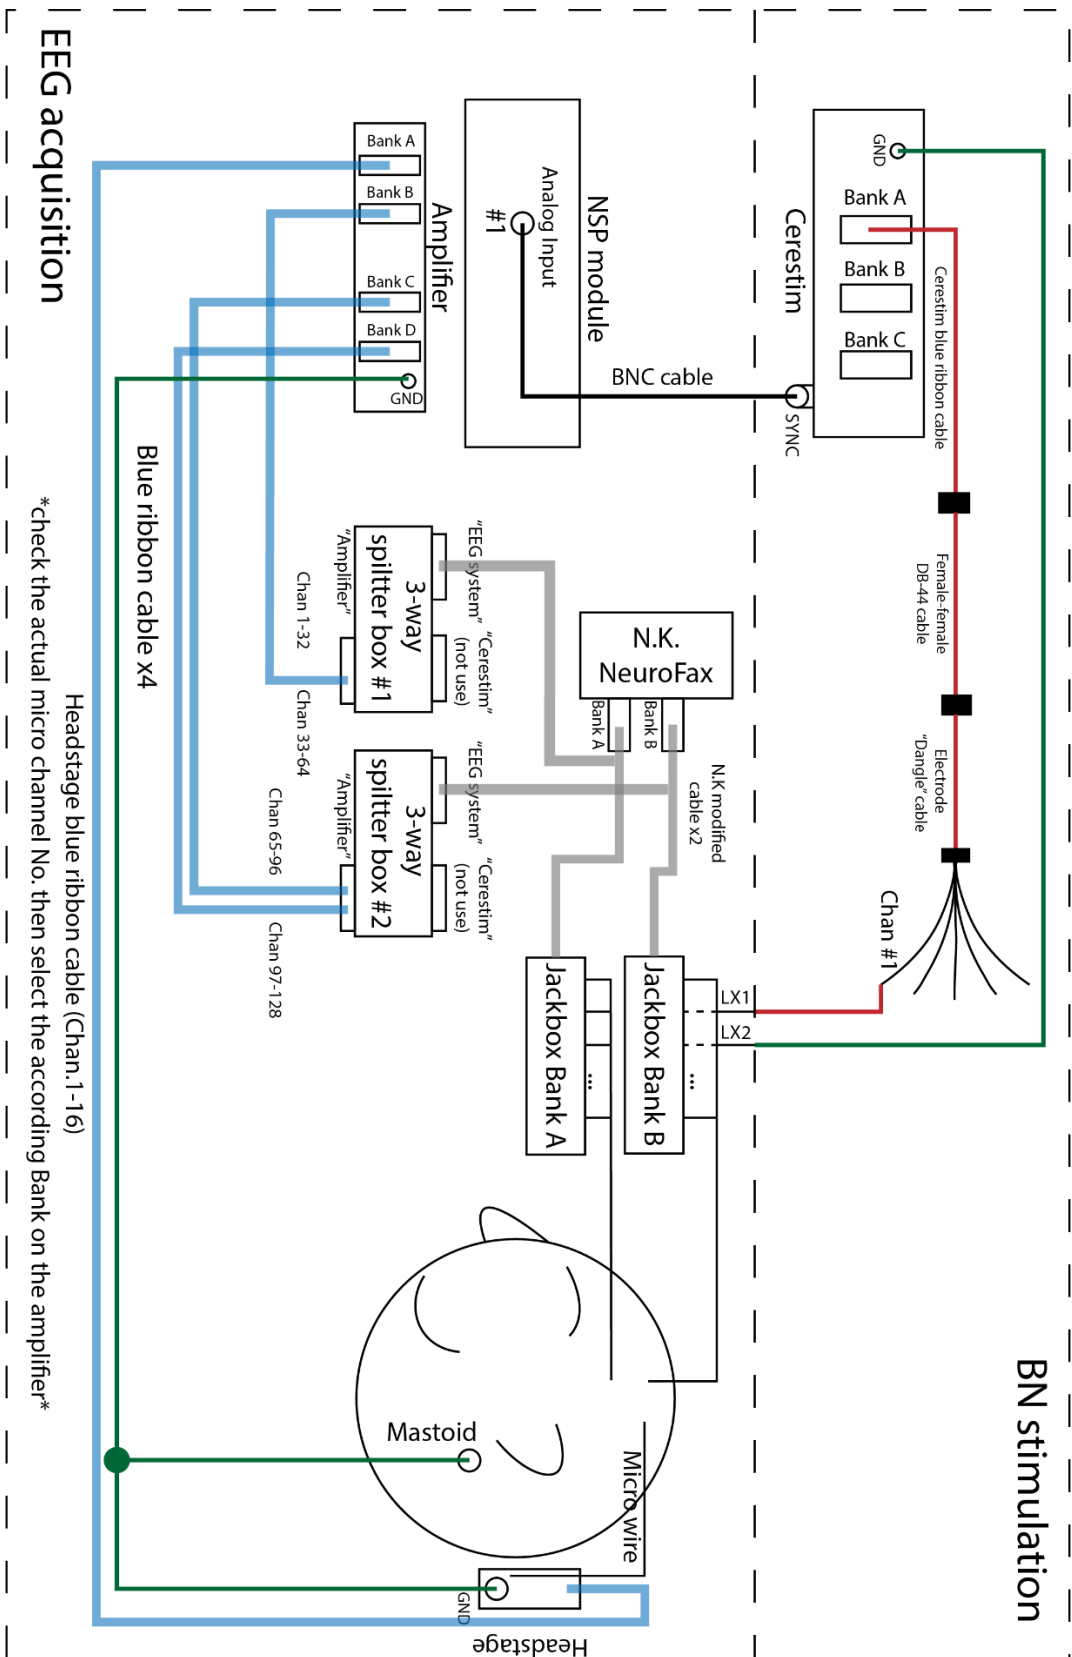 EEG acquisition
BN stimulation
Bank A
Bank B
Bank C
Bank D
GND
Amplifier
NSP module
Analog Input
#1
BNC cable
Cerestim
GND
Bank A
Bank B
Bank C
SYNC
Cerestim blue ribbon cable
Female-female
DB-44 cable
Electrode
"Dangle" cable
Chan #1
Blue ribbon cable x4
Chan 1-32
Chan 33-64
Chan 65-96
Chan 97-128
3-way
spiltter box #1
"Amplifier"
"EEG system"
"Cerestim"
(not use)
3-way
spiltter box #2
"Amplifier"
"EEG system"
"Cerestim"
(not use)
N.K.
NeuroFax
Bank A
Bank B
N.K modified
cable x2
Jackbox Bank A
Jackbox Bank B
...
...
LX1
LX2
Mastoid
Micro wire
GND
Headstage
Headstage blue ribbon cable (Chan.1-16)
*check the actual micro channel No. then select the according Bank on the amplifier*